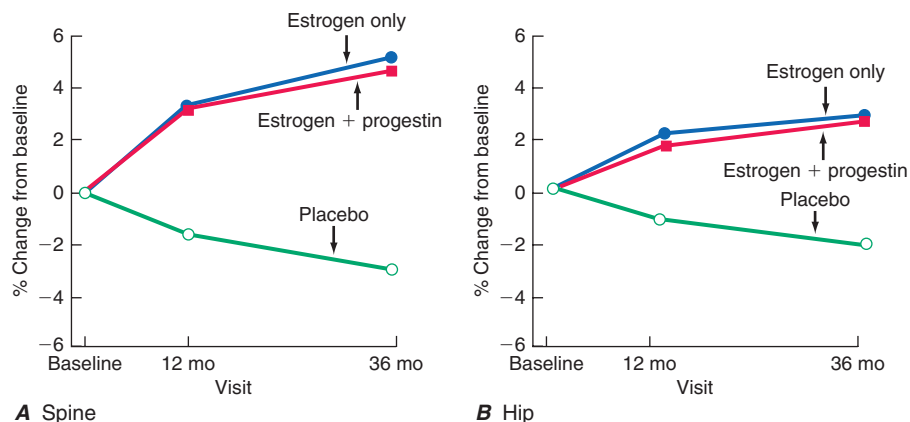 Estrogen only
6
4
Estrogen + progestin
2
0
Placebo
−2
−4
−6
% Change from baseline
Baseline 12 mo 36 mo
Visit
A Spine
6
4
Estrogen only
2
Estrogen + progestin
Placebo
0
−2
−4
−6
% Change from baseline
Baseline 12 mo 36 mo
Visit
B Hip